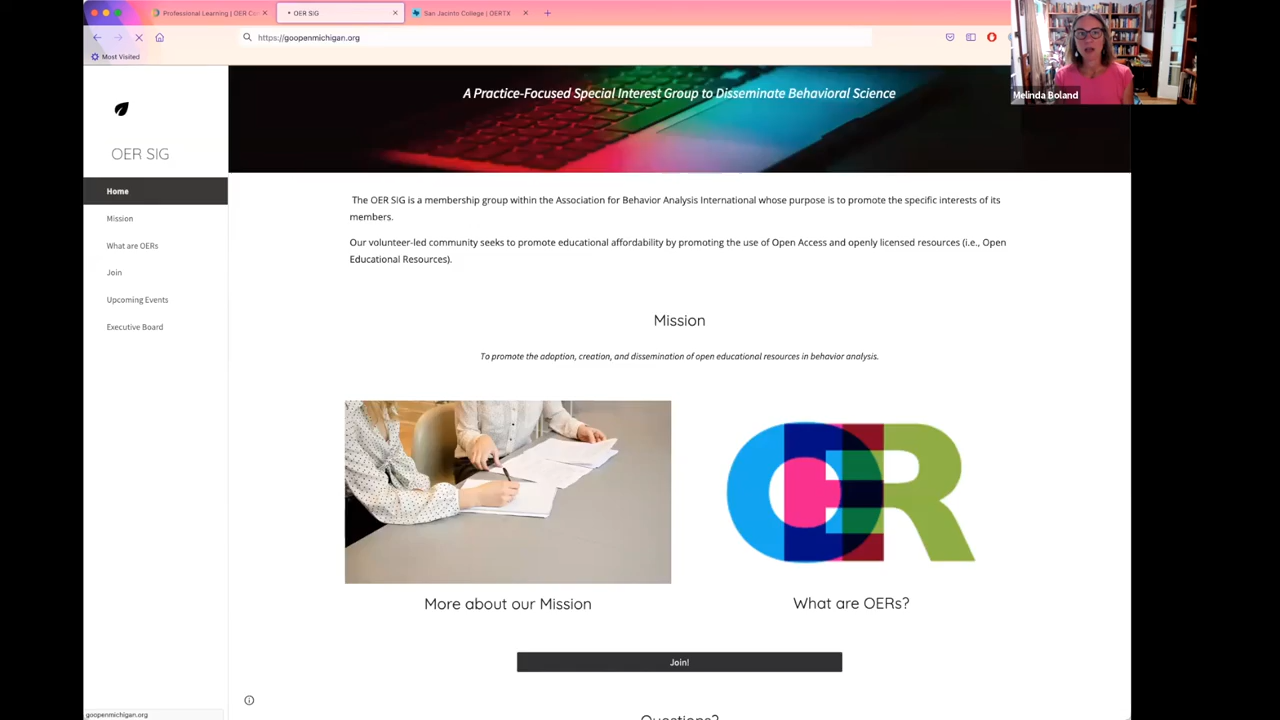 Professional Learning | OER Co
OER SIG
San Jacinto College | OERTX
https://goopenmichigan.org
Most Visited
Melinda Boland
A Practice-Focused Special Interest Group to Disseminate Behavioral Science
OER SIG
Home
Mission
What are OERs
Join
Upcoming Events
Executive Board
The OER SIG is a membership group within the Association for Behavior Analysis International whose purpose is to promote the specific interests of its
members.
Our volunteer-led community seeks to promote educational affordability by promoting the use of Open Access and openly licensed resources (i.e., Open
Educational Resources).
Mission
To promote the adoption, creation, and dissemination of open educational resources in behavior analysis.
OER
More about our Mission
What are OERs?
Join!
Questions?
goopenmichigan.org